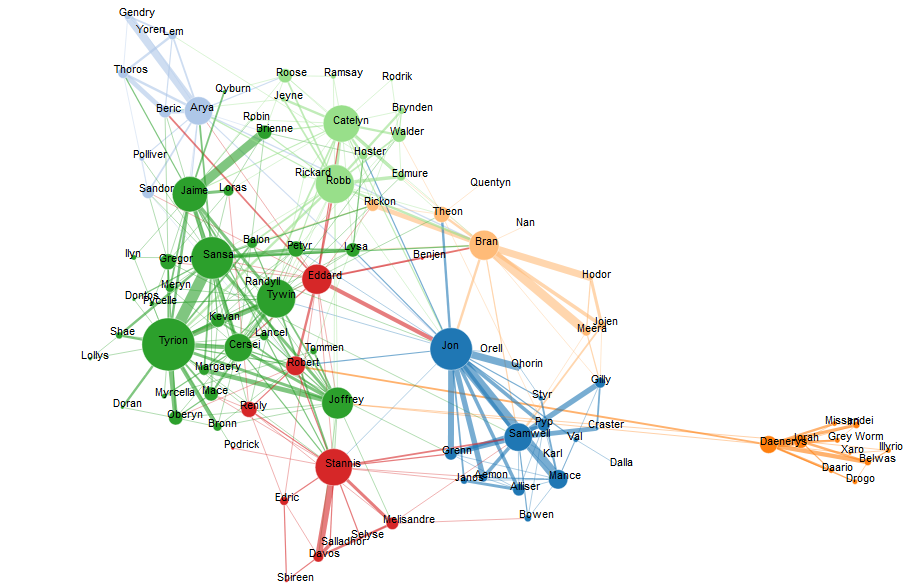 Gendry
Yoren
Lem
Thoros
Roose
Ramsay
Rodrik
Qyburn
Jeyne
Beric
Arya
Brynden
Robin
Catelyn
Brienne
Walder
Polliver
Hoster
Rickard
Robb
Edmure
Quentyn
Sandor
Jaime
Loras
Rickon
Theon
Nan
Balon
Petyr
Lysa
Bran
Ilyn
Gregor
Sansa
Benjen
Eddard
Hodor
Meryn
Randyll
Dontos
Pycelle
Tywin
Kevan
Jojen
Meera
Shae
Tyrion
Lancel
Cersei
Tommen
Jon
Orell
Lollys
Margaery
Robert
Qhorin
Gilly
Myrcella
Mace
Styr
Doran
Oberyn
Renly
Joffrey
Bronn
Pyp
Craster
Missandei
Irri
Podrick
Samwell
Val
Daenerys
Jorah
Grey Worm
Grenn
Karl
Xaro
Illyrio
Stannis
Dalla
Belwas
Janos
Aemon
Mance
Daario
Alliser
Drogo
Edric
Bowen
Melisandre
Selyse
Salladhor
Davos
Shireen